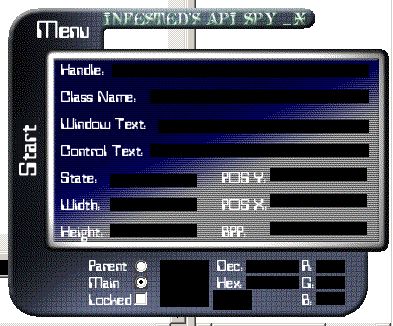 INFESTED'S API SPY _ X
Menu
Start
Handle:
Class Name:
Window Text:
Control Text:
State: POS Y:
Width: POS X:
Height: BPP:
Parent Dec: R:
Main Hex: G:
Locked B: